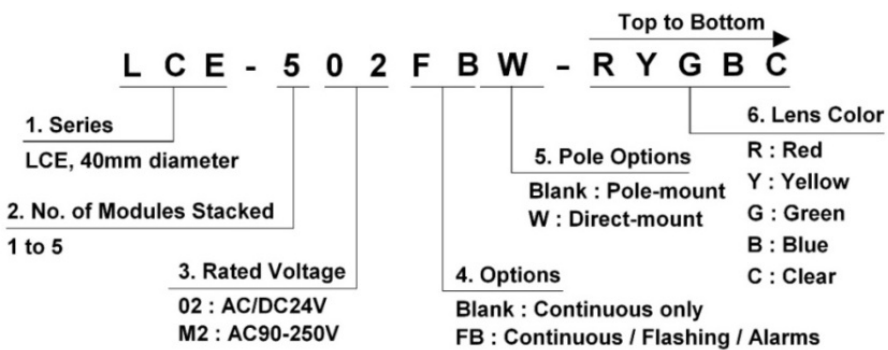 Top to Bottom
L C E - 5 0 2 F B W - R Y G B C
1. Series
LCE, 40mm diameter
2. No. of Modules Stacked
1 to 5
3. Rated Voltage
02 : AC/DC24V
M2 : AC90-250V
4. Options
Blank : Continuous only
FB : Continuous / Flashing / Alarms
5. Pole Options
Blank : Pole-mount
W : Direct-mount
6. Lens Color
R : Red
Y : Yellow
G : Green
B : Blue
C : Clear